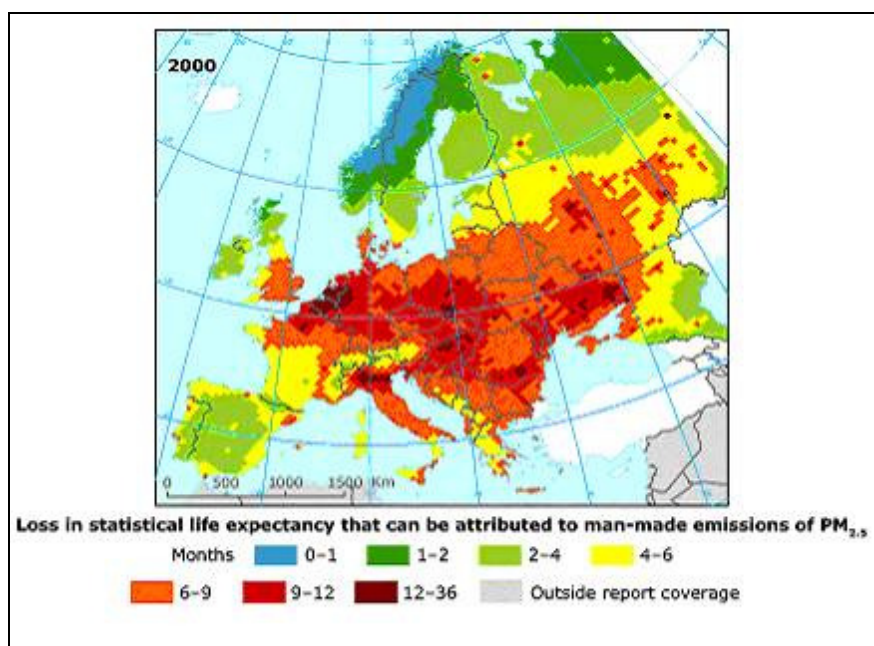 2000
0 500 1000 1500 Km
Loss in statistical life expectancy that can be attributed to man-made emissions of PM2.5
Months 0–1 1–2 2–4 4–6
6–9 9–12 12–36 Outside report coverage